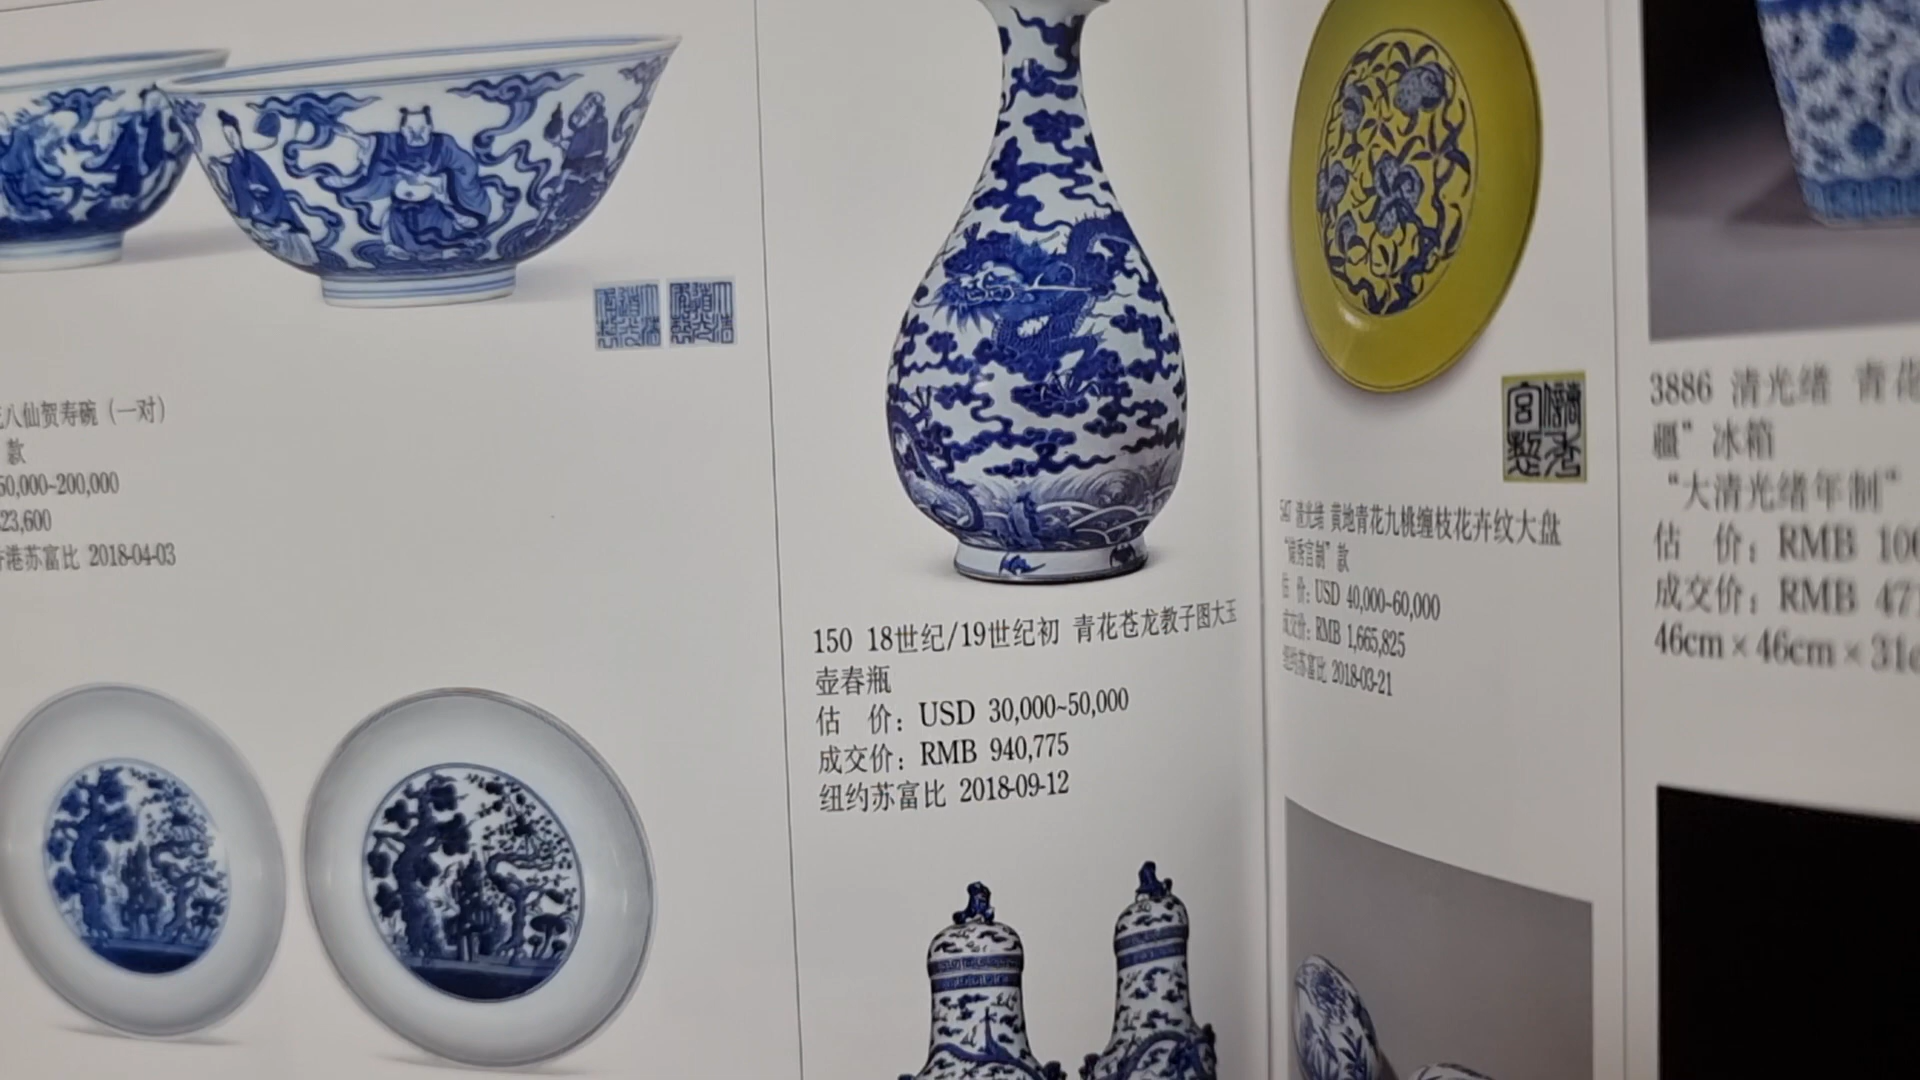 八仙贺寿碗（一对）
款
50,000~200,000
23,600
港苏富比 2018-04-03
150 18世纪/19世纪初 青花苍龙教子图大玉
壶春瓶
估 价：USD 30,000~50,000
成交价：RMB 940,775
纽约苏富比 2018-09-12
547 清光绪 黄地青花九桃缠枝花卉纹大盘
“储秀宫制”款
估 价：USD 40,000~60,000
成交价：RMB 1,665,825
纽约苏富比 2018-03-21
3886 清光绪 青花
疆”冰箱
“大清光绪年制”
估 价：RMB 100
成交价：RMB 47
46cm×46cm×31c